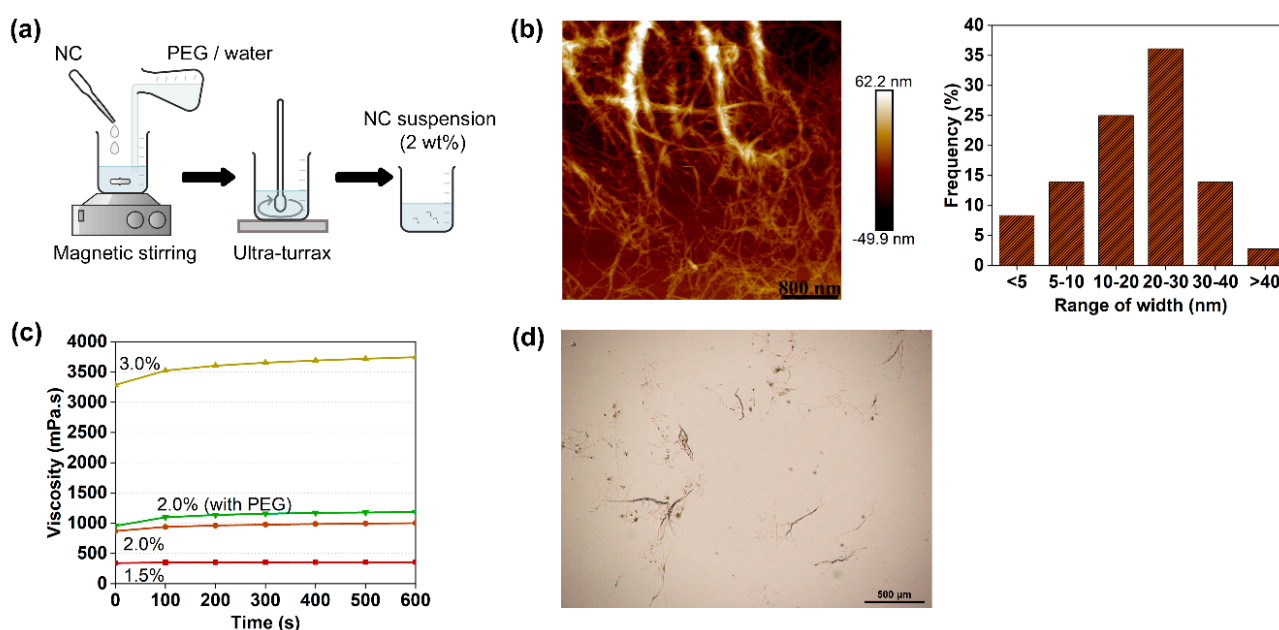 (a)
NC
PEG / water
NC suspension
(2 wt%)
Magnetic stirring
Ultra-turrax
(b)
62.2 nm
-49.9 nm
800 nm
Frequency (%)
40
35
30
25
20
15
10
5
0
<5 5-10 10-20 20-30 30-40 >40
Range of width (nm)
(c)
Viscosity (mPa.s)
4000
3500
3000
2500
2000
1500
1000
500
0
3.0%
2.0% (with PEG)
2.0%
1.5%
0 100 200 300 400 500 600
Time (s)
(d)
500 µm